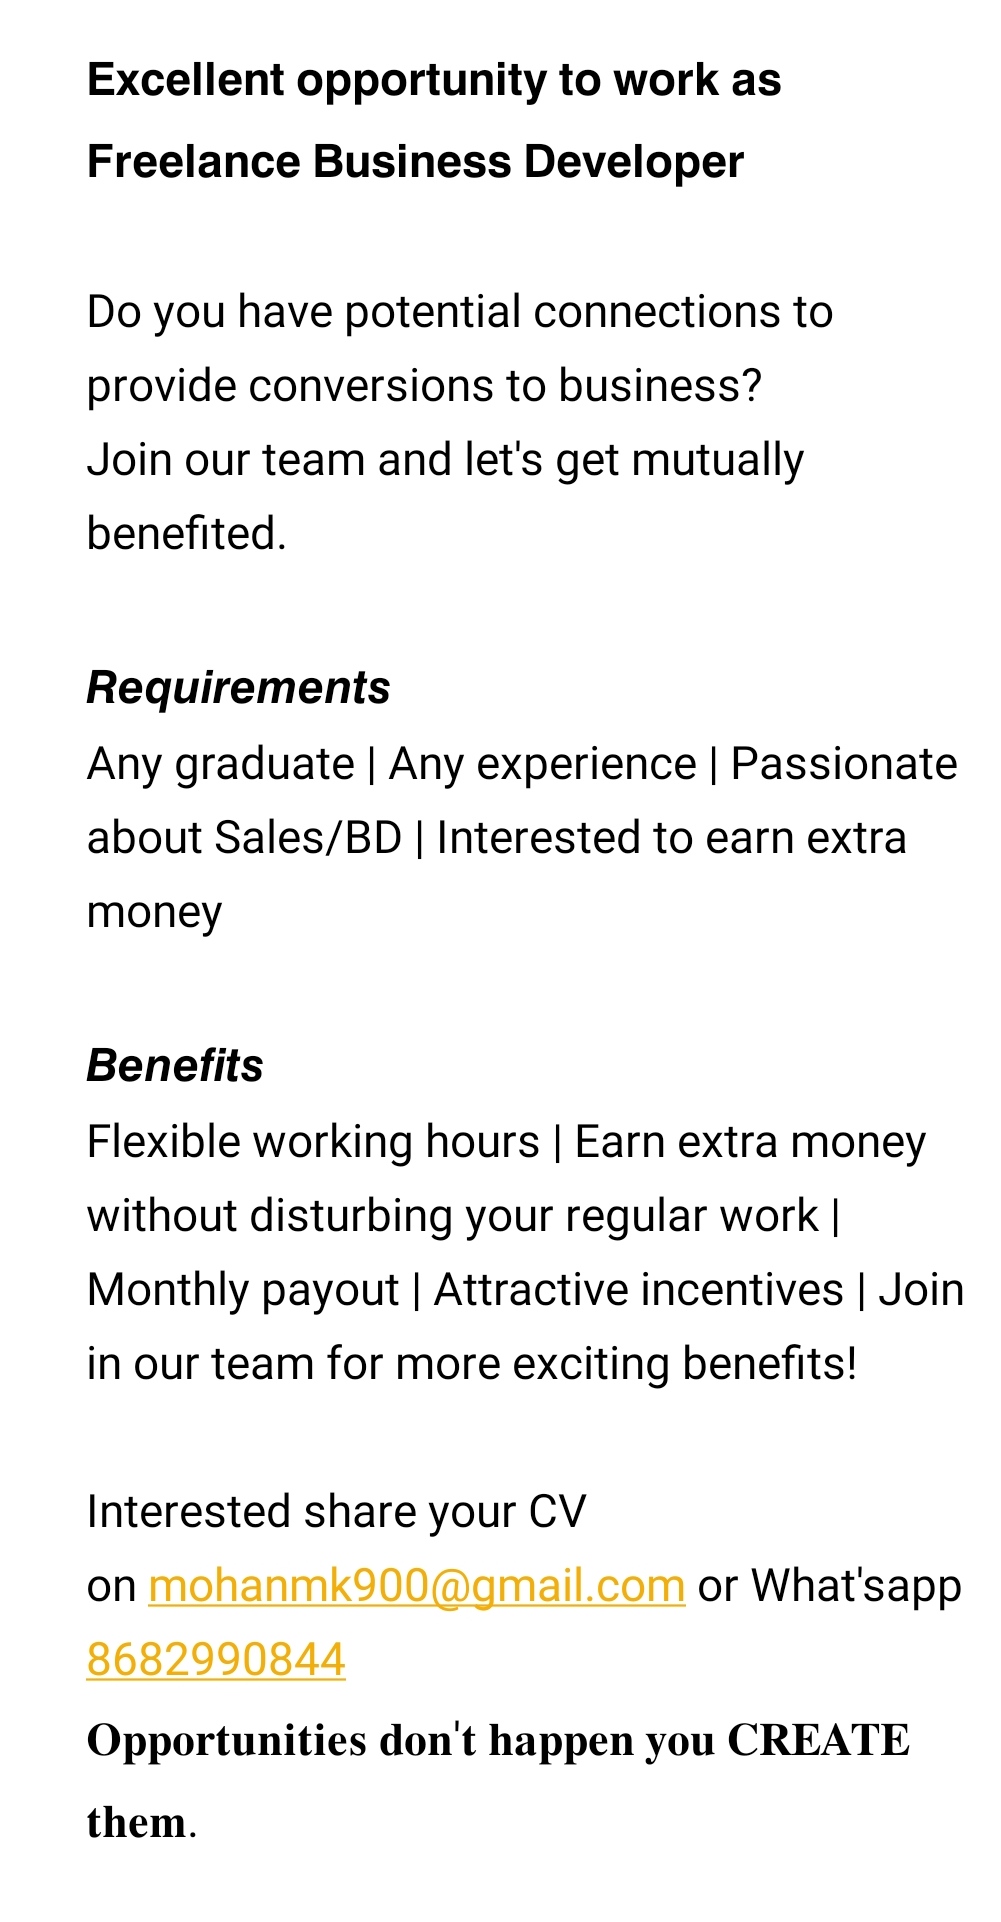 Excellent opportunity to work as
Freelance Business Developer
Do you have potential connections to
provide conversions to business?
Join our team and let's get mutually
benefited.
Requirements
Any graduate | Any experience | Passionate
about Sales/BD | Interested to earn extra
money
Benefits
Flexible working hours | Earn extra money
without disturbing your regular work |
Monthly payout | Attractive incentives | Join
in our team for more exciting benefits!
Interested share your CV
on mohanmk900@gmail.com or What'sapp
8682990844
Opportunities don't happen you CREATE
them.